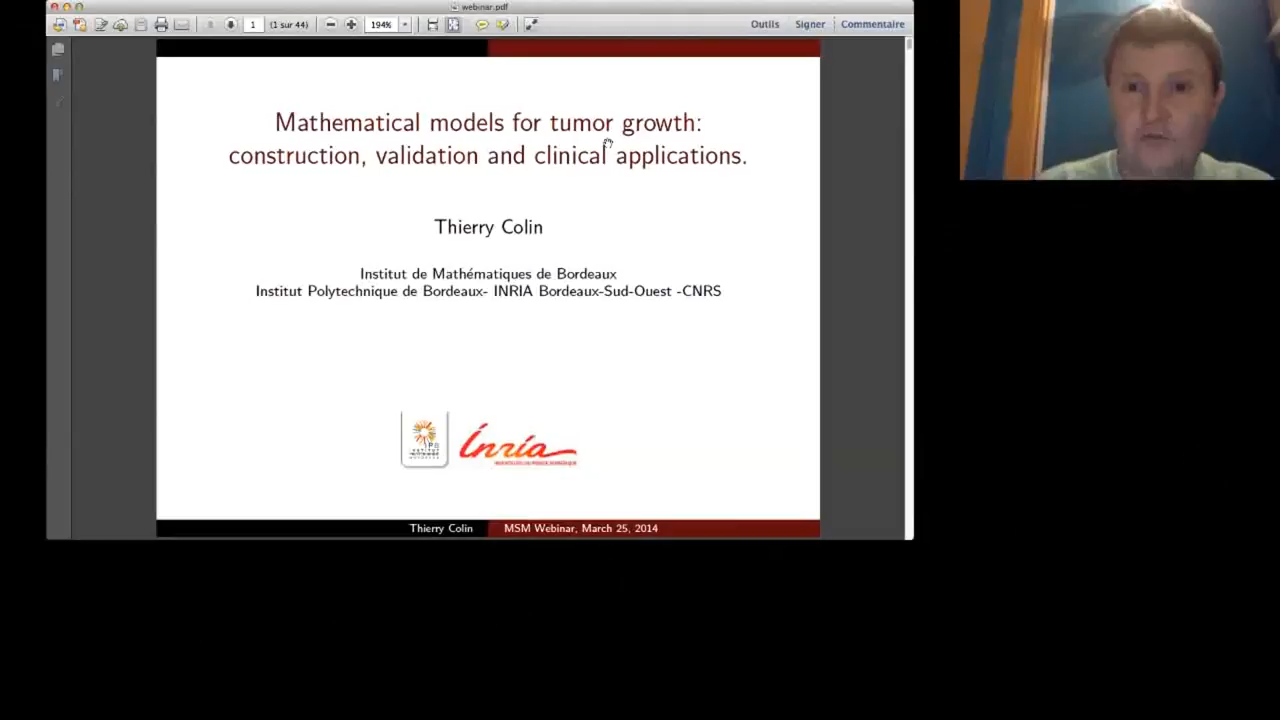 webinar.pdf
1 (1 sur 44) 194% Outils Signer Commentaire
Mathematical models for tumor growth:
construction, validation and clinical applications.
Thierry Colin
Institut de Mathématiques de Bordeaux
Institut Polytechnique de Bordeaux- INRIA Bordeaux-Sud-Ouest -CNRS
Inría
Thierry Colin MSM Webinar, March 25, 2014